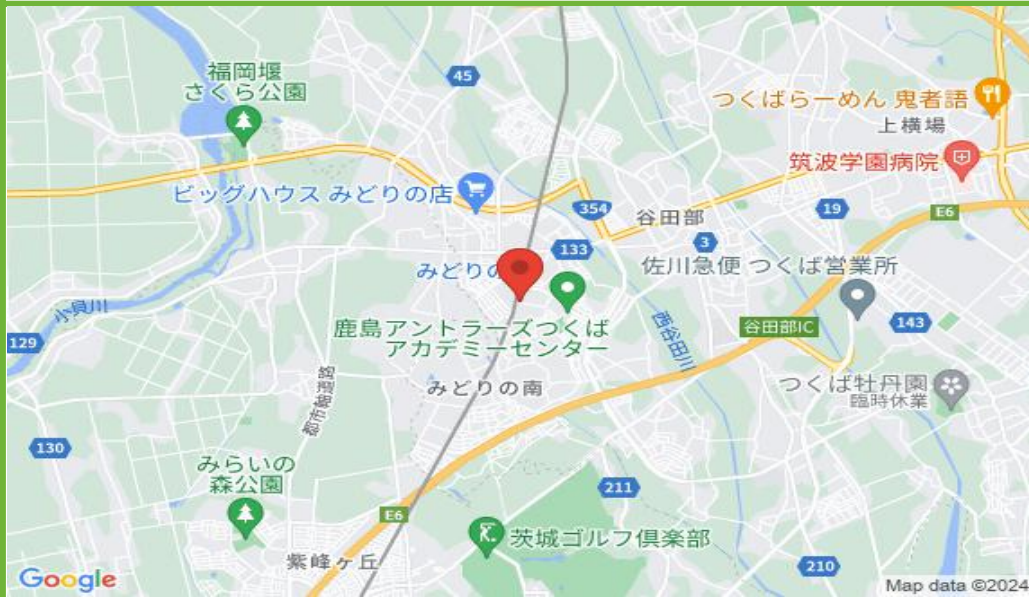 福岡堰
さくら公園
45
つくばらーめん 鬼者語
上横場
筑波学園病院
ビッグハウス みどりの店
354
谷田部
19
E6
133
3
みどりの
佐川急便 つくば営業所
小貝川
鹿島アントラーズつくば
アカデミーセンター
西谷田川
谷田部IC
143
129
都市軸道路
みどりの南
つくば牡丹園
臨時休業
130
みらいの
森公園
211
E6
茨城ゴルフ倶楽部
紫峰ヶ丘
210
Google
Map data ©2024